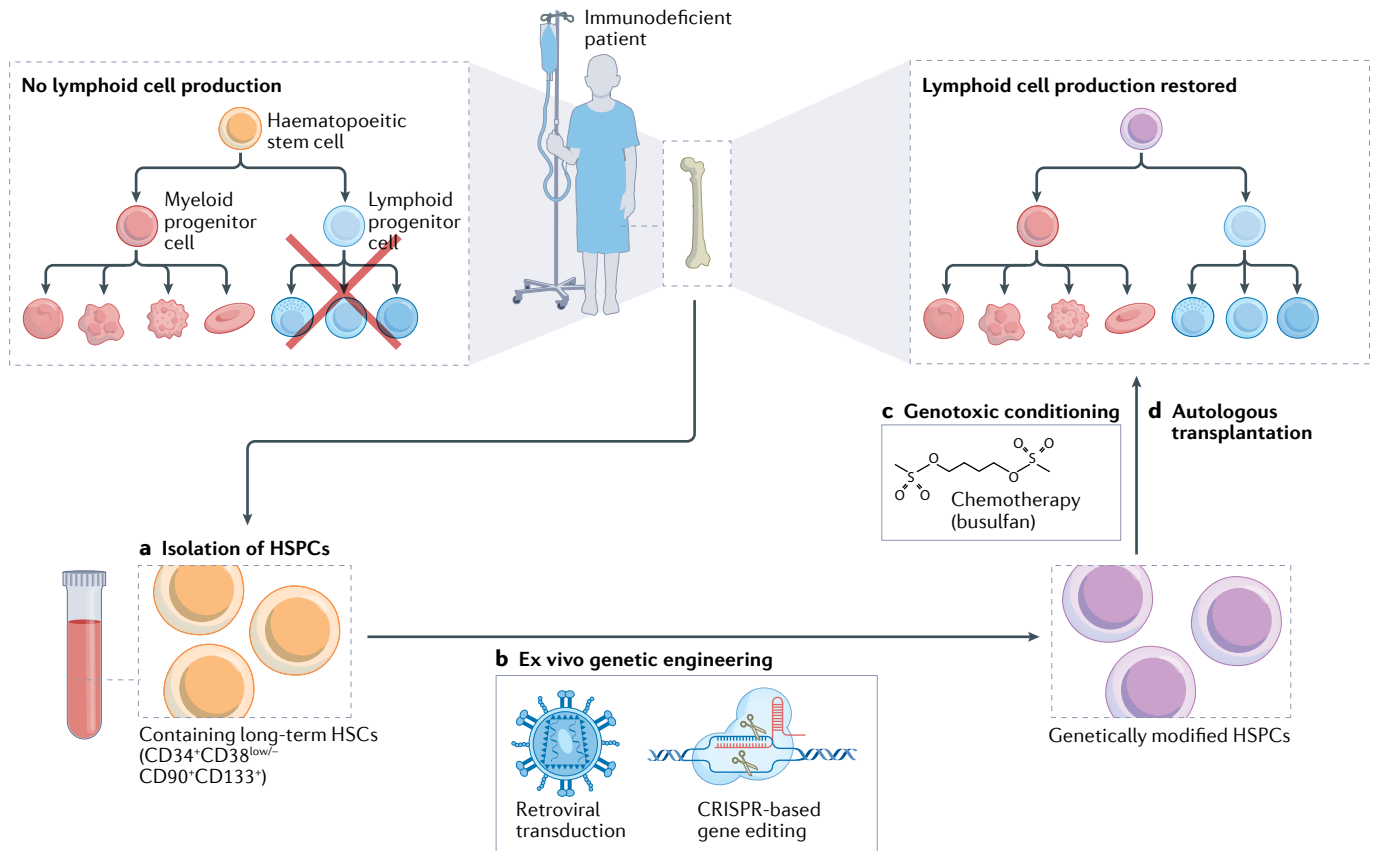 Immunodeficient
patient
No lymphoid cell production
Haematopoeitic
stem cell
Myeloid
progenitor
cell
Lymphoid
progenitor
cell
Lymphoid cell production restored
c Genotoxic conditioning
O O
S
O
O
S
O O
Chemotherapy
(busulfan)
d Autologous
transplantation
a Isolation of HSPCs
Containing long-term HSCs
(CD34⁺CD38ˡᵒʷ/⁻
CD90⁺CD133⁺)
b Ex vivo genetic engineering
Retroviral
transduction
CRISPR-based
gene editing
Genetically modified HSPCs